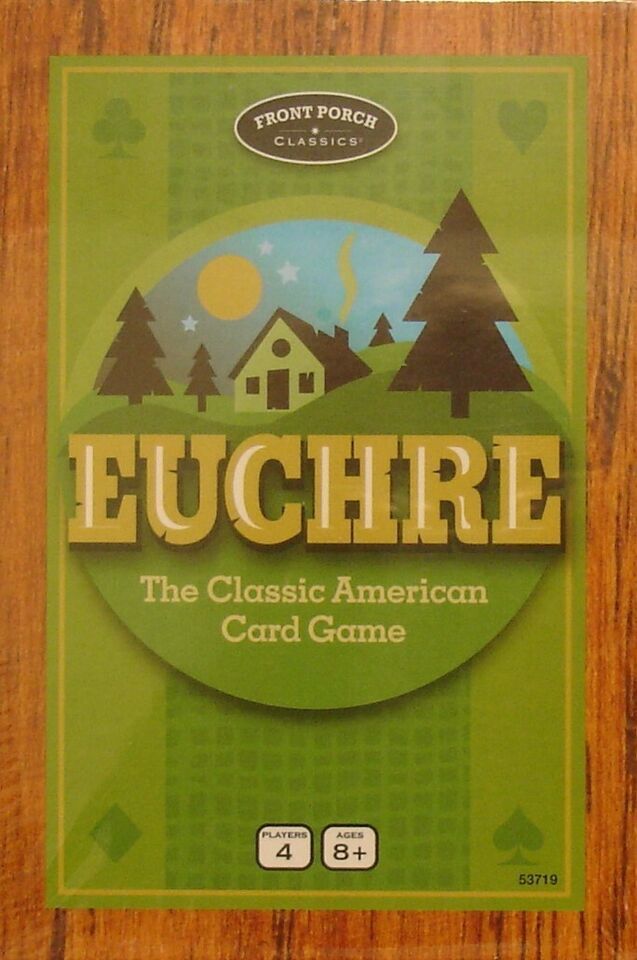 FRONT PORCH
CLASSICS®
EUCHRE
The Classic American
Card Game
PLAYERS
4
AGES
8+
53719